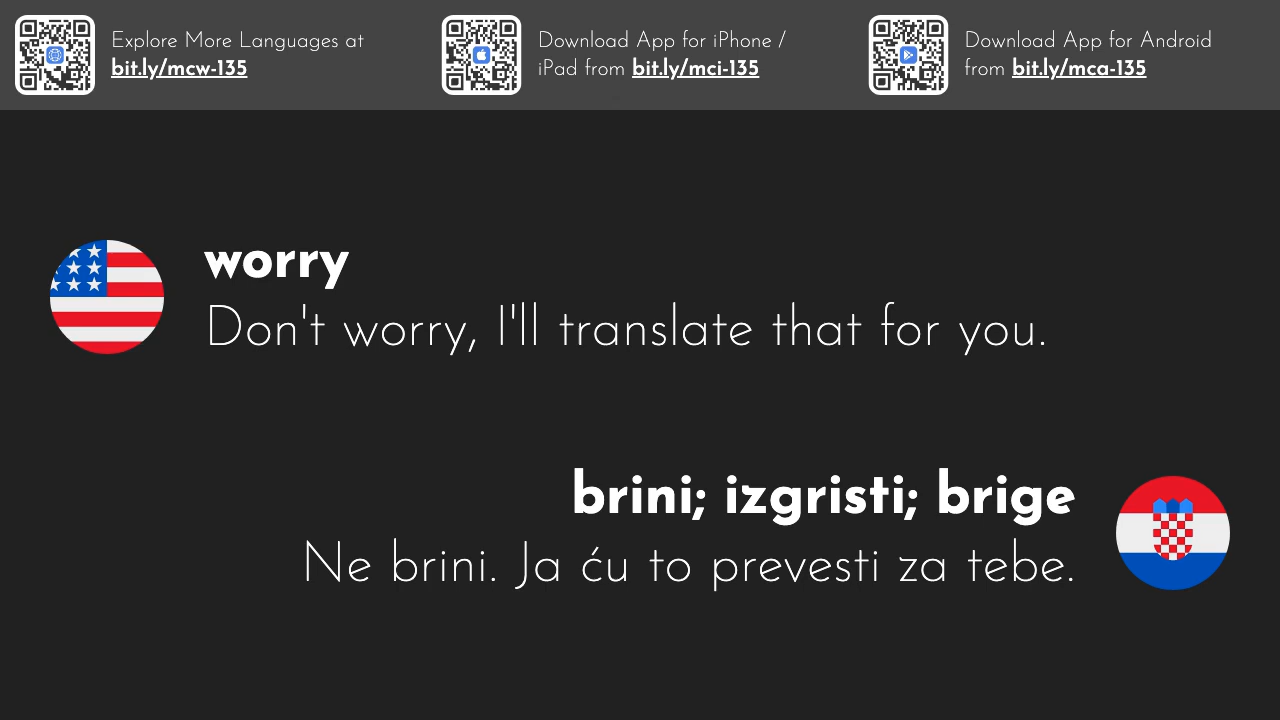 Explore More Languages at
bit.ly/mcw-135
Download App for iPhone /
iPad from bit.ly/mci-135
Download App for Android
from bit.ly/mca-135
worry
Don't worry, I'll translate that for you.
brini; izgristi; brige
Ne brini. Ja ću to prevesti za tebe.